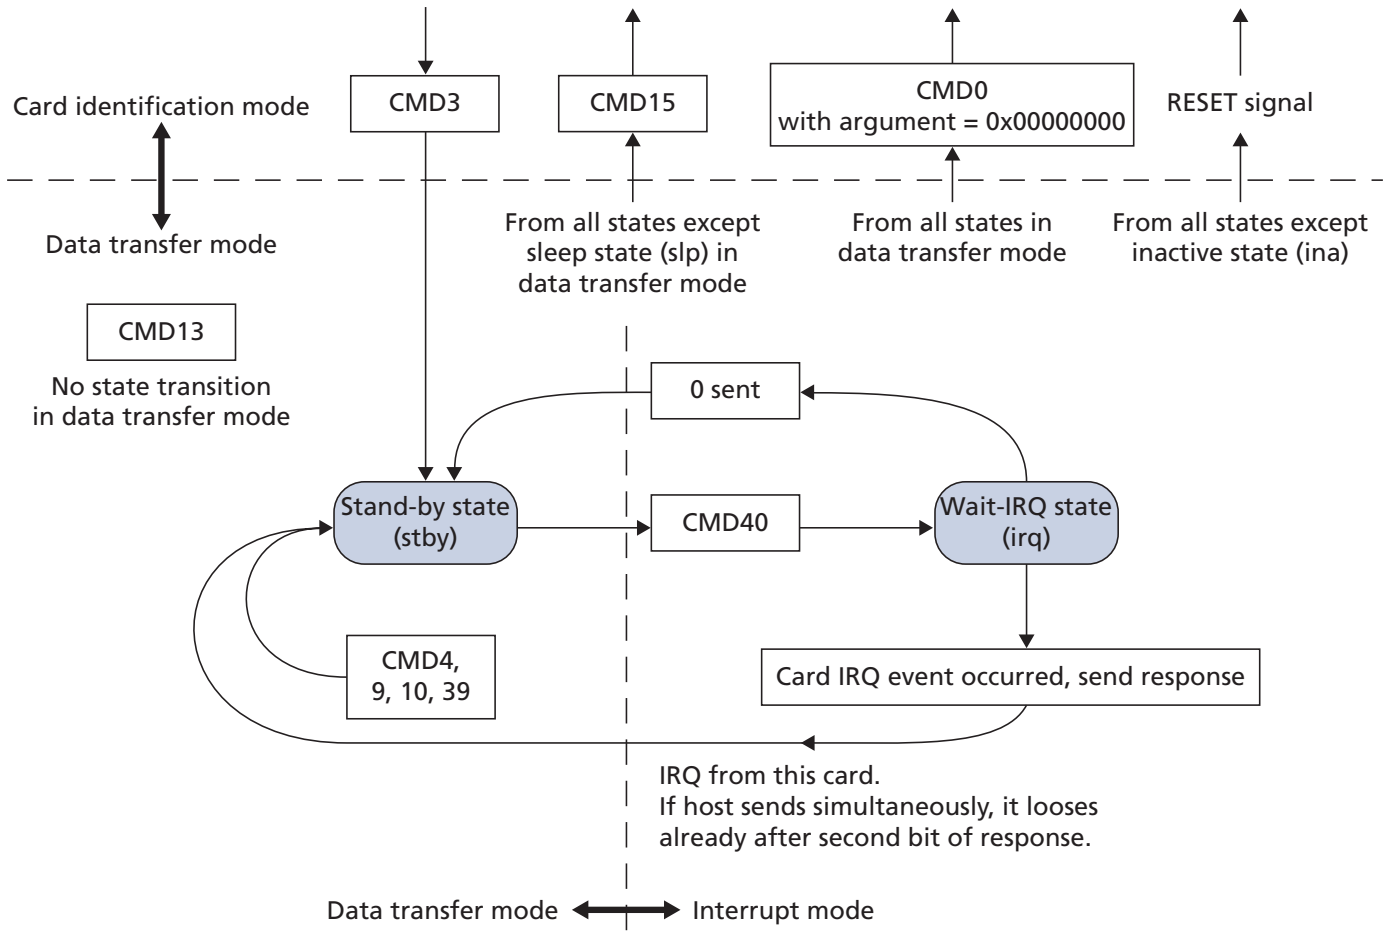 Card identification mode
CMD3
CMD15
CMD0
with argument = 0x00000000
RESET signal
Data transfer mode
From all states except
sleep state (slp) in
data transfer mode
From all states in
data transfer mode
From all states except
inactive state (ina)
CMD13
No state transition
in data transfer mode
0 sent
Stand-by state
(stby)
CMD40
Wait-IRQ state
(irq)
CMD4,
9, 10, 39
Card IRQ event occurred, send response
IRQ from this card.
If host sends simultaneously, it looses
already after second bit of response.
Data transfer mode
Interrupt mode